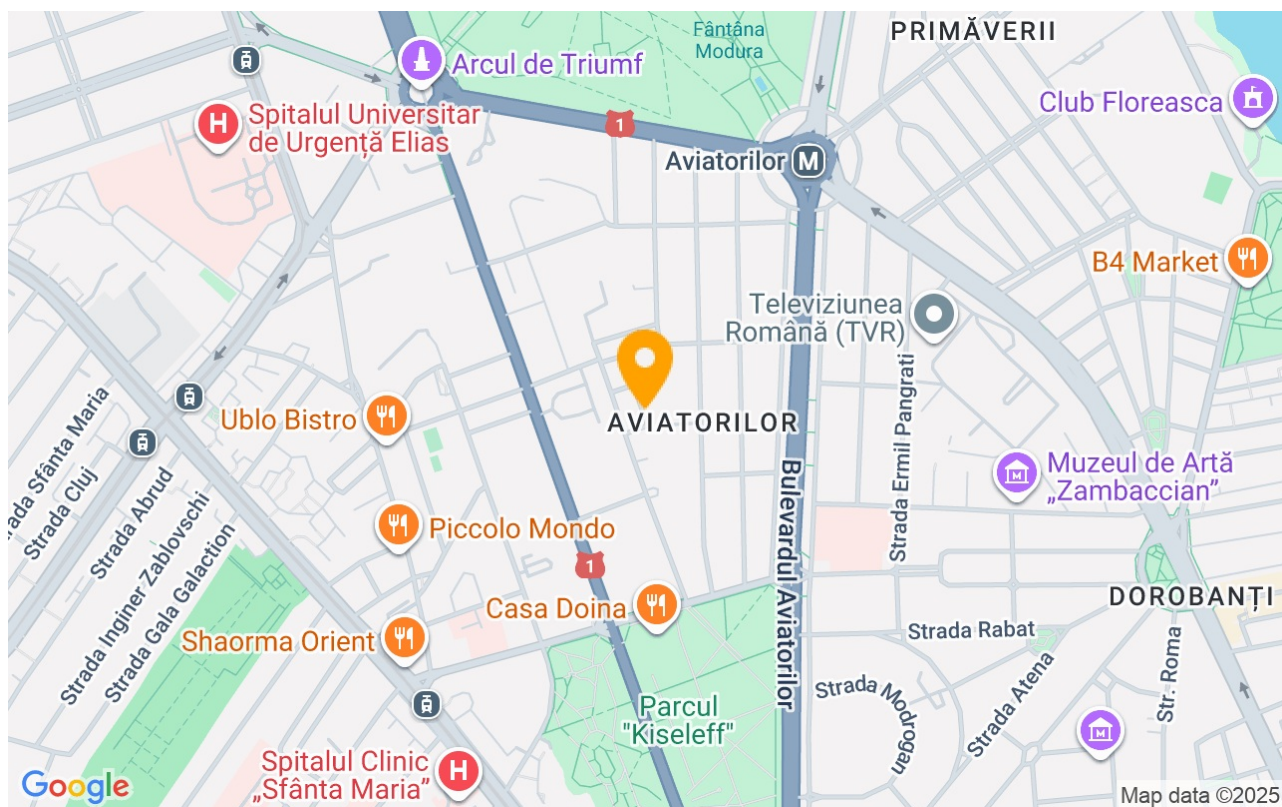 Fântâna
Modura
PRIMĂVERII
Arcul de Triumf
Club Floreasca
H
Spitalul Universitar
de Urgență Elias
1
Aviatorilor
M
B4 Market
Televiziunea
Română (TVR)
Ublo Bistro
AVIATORILOR
Strada Ermil Pangrati
Bulevardul Aviatorilor
Muzeul de Artă
„Zambaccian”
M
Strada Sfânta Maria
Strada Cluj
Strada Abrud
Strada Inginer Zablovschi
Strada Gala Galaction
Piccolo Mondo
1
Casa Doina
DOROBANȚI
Shaorma Orient
Strada Rabat
Strada Atena
Str. Roma
Strada Modrogan
Parcul
"Kiseleff"
M
Spitalul Clinic
„Sfânta Maria”
H
Google
Map data ©2025